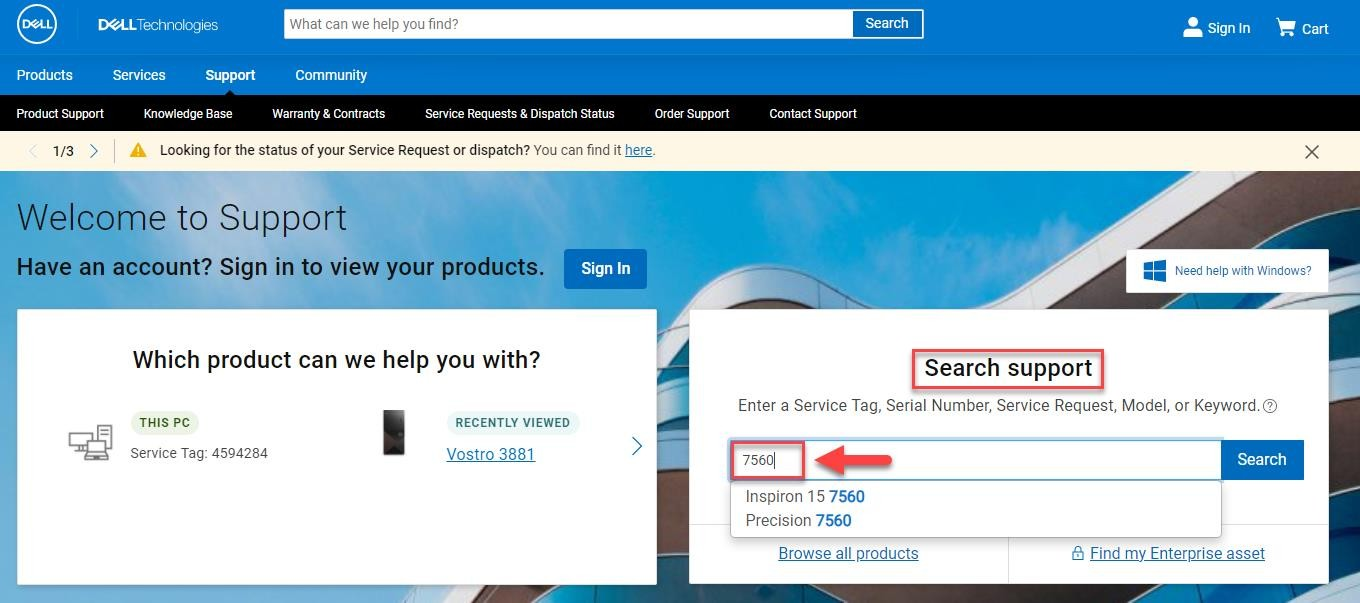 DELL
DELLTechnologies
What can we help you find?
Search
Sign In
Cart
Products
Services
Support
Community
Product Support
Knowledge Base
Warranty & Contracts
Service Requests & Dispatch Status
Order Support
Contact Support
1/3
Looking for the status of your Service Request or dispatch? You can find it here.
Welcome to Support
Have an account? Sign in to view your products.
Sign In
Need help with Windows?
Which product can we help you with?
THIS PC
Service Tag: 4594284
RECENTLY VIEWED
Vostro 3881
Search support
Enter a Service Tag, Serial Number, Service Request, Model, or Keyword.
7560
Search
Inspiron 15 7560
Precision 7560
Browse all products
Find my Enterprise asset